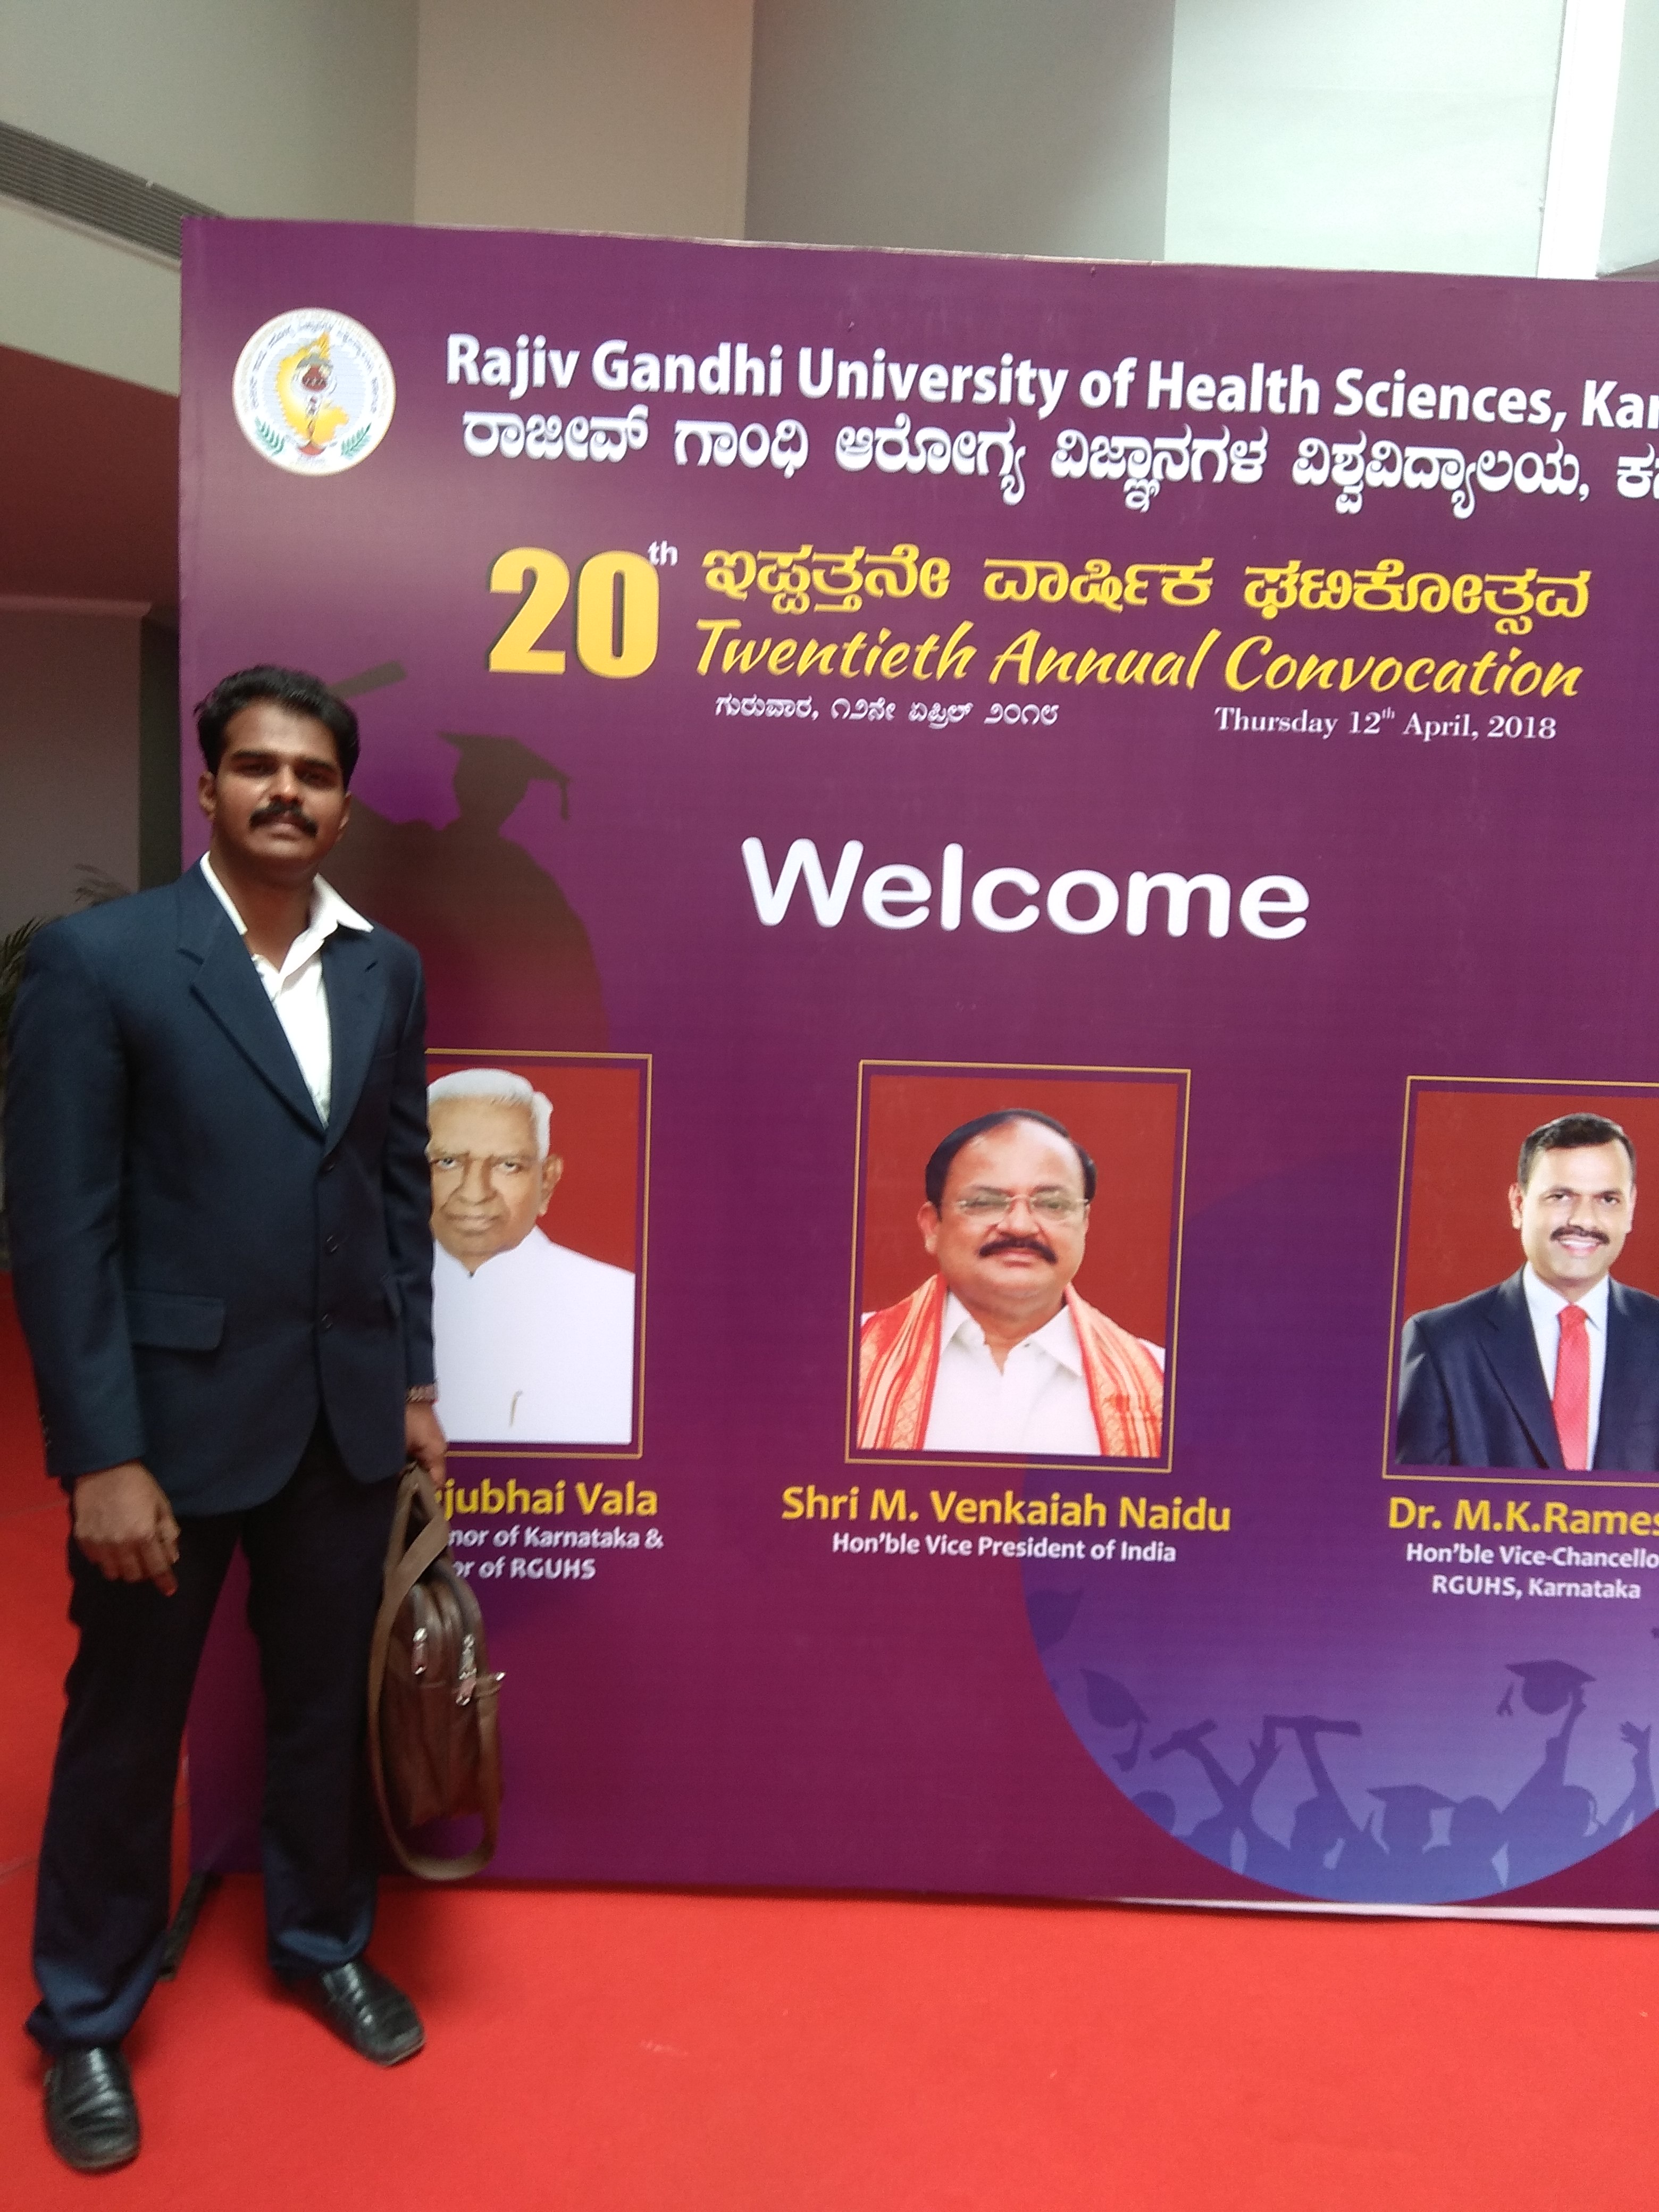 Rajiv Gandhi University of Health Sciences,
ರಾಜೀವ್ ಗಾಂಧಿ ಆರೋಗ್ಯ ವಿಜ್ಞಾನಗಳ ವಿಶ್ವವಿದ್ಯಾಲಯ,
20th ಇಪ್ಪತ್ತನೇ ವಾರ್ಷಿಕ ಘಟಿಕೋತ್ಸವ
Twentieth Annual Convocation
ಗುರುವಾರ, ೧೨ನೇ ಏಪ್ರಿಲ್ ೨೦೧೮ Thursday 12th April, 2018
Welcome
jubhai Vala
nor of Karnataka &
or of RGUHS
Shri M. Venkaiah Naidu
Hon'ble Vice President of India
Dr. M.K.Rames
Hon'ble Vice-Chancello
RGUHS, Karnataka